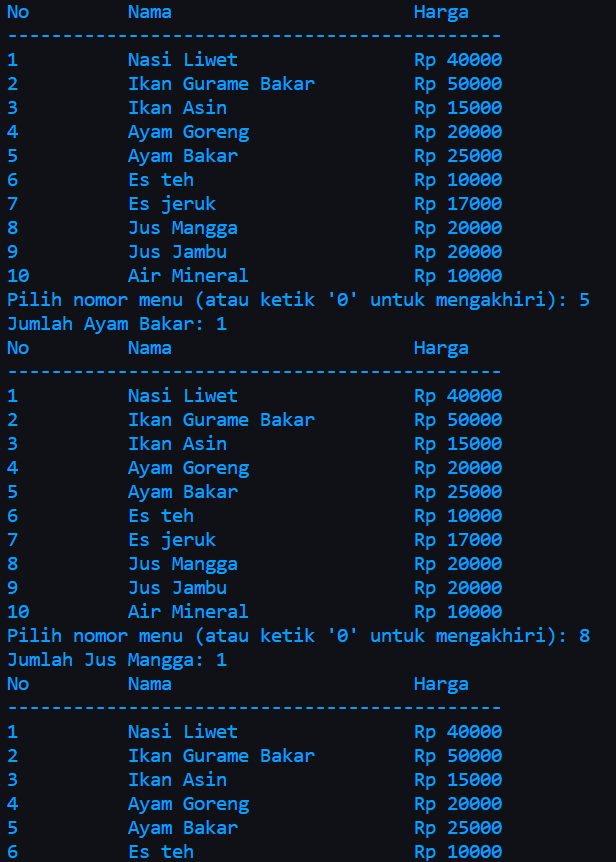 No Nama Harga
---------------------------------------------
1 Nasi Liwet Rp 40000
2 Ikan Gurame Bakar Rp 50000
3 Ikan Asin Rp 15000
4 Ayam Goreng Rp 20000
5 Ayam Bakar Rp 25000
6 Es teh Rp 10000
7 Es jeruk Rp 17000
8 Jus Mangga Rp 20000
9 Jus Jambu Rp 20000
10 Air Mineral Rp 10000
Pilih nomor menu (atau ketik '0' untuk mengakhiri): 5
Jumlah Ayam Bakar: 1
No Nama Harga
---------------------------------------------
1 Nasi Liwet Rp 40000
2 Ikan Gurame Bakar Rp 50000
3 Ikan Asin Rp 15000
4 Ayam Goreng Rp 20000
5 Ayam Bakar Rp 25000
6 Es teh Rp 10000
7 Es jeruk Rp 17000
8 Jus Mangga Rp 20000
9 Jus Jambu Rp 20000
10 Air Mineral Rp 10000
Pilih nomor menu (atau ketik '0' untuk mengakhiri): 8
Jumlah Jus Mangga: 1
No Nama Harga
---------------------------------------------
1 Nasi Liwet Rp 40000
2 Ikan Gurame Bakar Rp 50000
3 Ikan Asin Rp 15000
4 Ayam Goreng Rp 20000
5 Ayam Bakar Rp 25000
6 Es teh Rp 10000